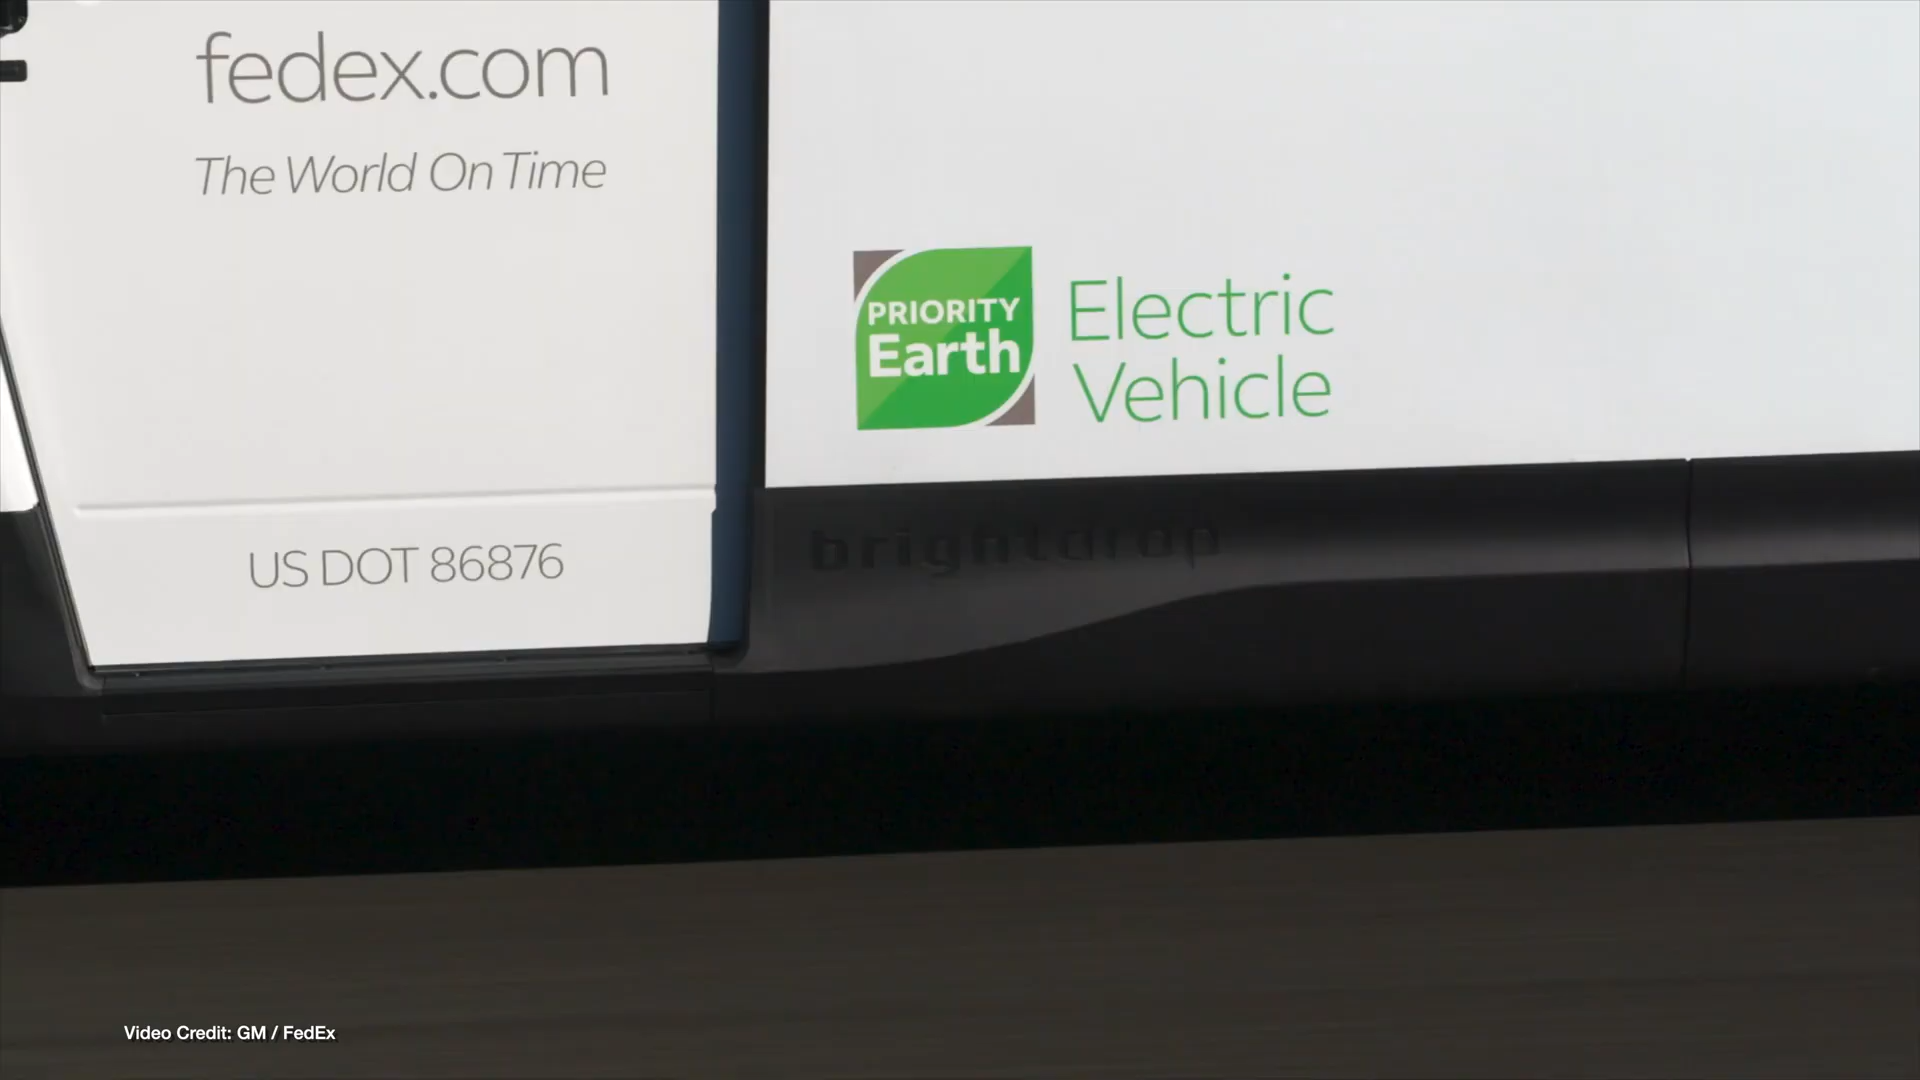 fedex.com
The World On Time
PRIORITY
Earth
Electric
Vehicle
brightdrop
US DOT 86876
Video Credit: GM / FedEx